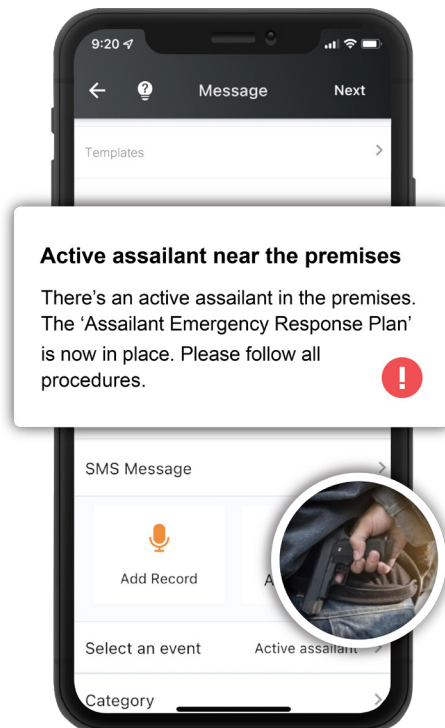 9:20
Message
Next
Templates
Active assailant near the premises
There’s an active assailant in the premises.
The ‘Assailant Emergency Response Plan’
is now in place. Please follow all
procedures.
!
SMS Message
Add Record
A
Select an event
Active assailant
Category